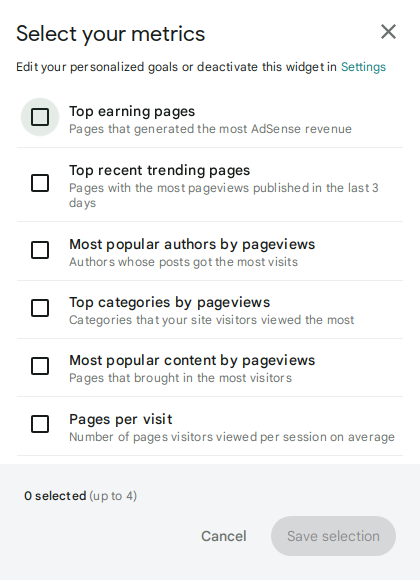 Select your metrics
Edit your personalized goals or deactivate this widget in Settings
Top earning pages
Pages that generated the most AdSense revenue
Top recent trending pages
Pages with the most pageviews published in the last 3
days
Most popular authors by pageviews
Authors whose posts got the most visits
Top categories by pageviews
Categories that your site visitors viewed the most
Most popular content by pageviews
Pages that brought in the most visitors
Pages per visit
Number of pages visitors viewed per session on average
0 selected (up to 4)
Cancel
Save selection